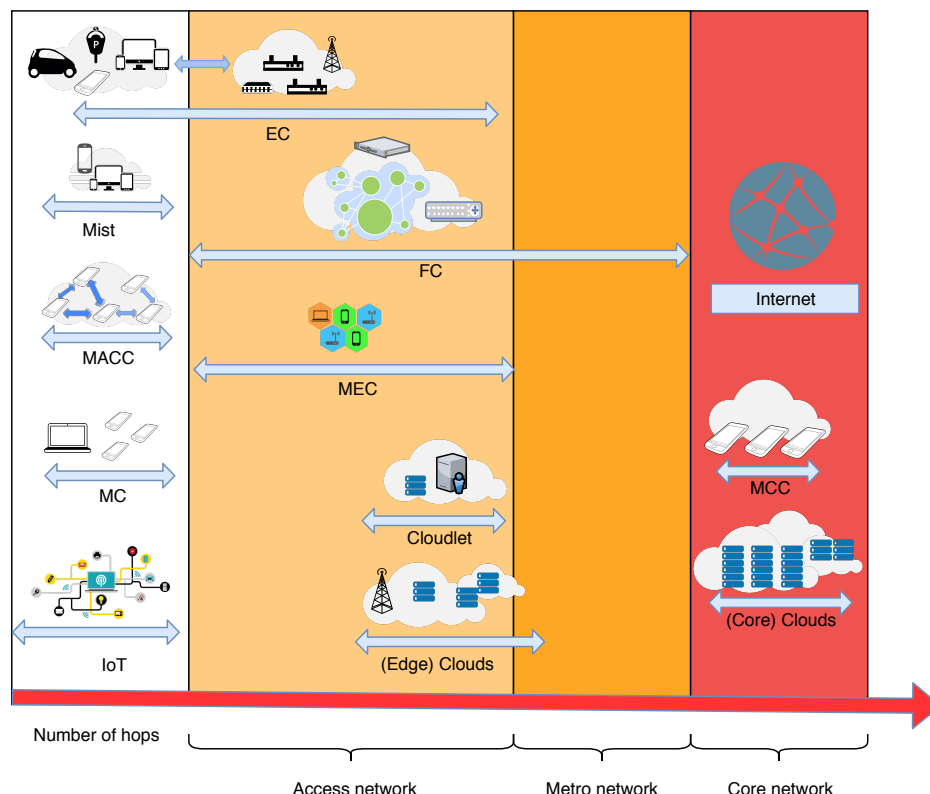 P
EC
Mist
FC
Internet
MACC
MEC
MC
MCC
Cloudlet
(Core) Clouds
IoT
(Edge) Clouds
Number of hops
Access network
Metro network
Core network